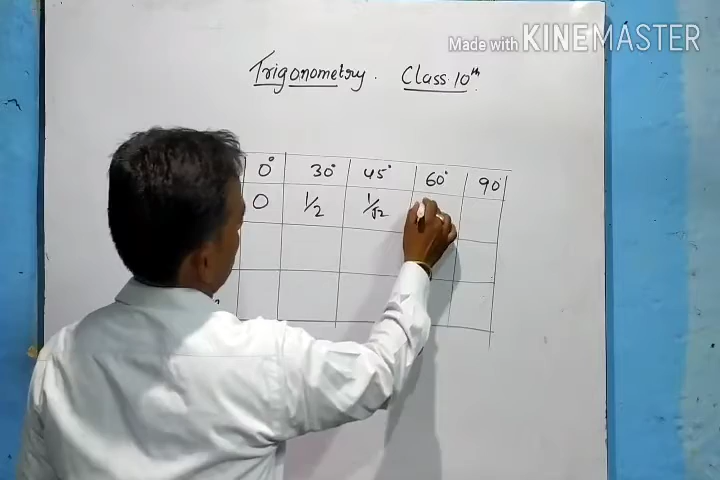 Made with KINEMASTER
Trigonometry. Class 10th.
0° 30° 45° 60° 90°
0 1/2 1/√2